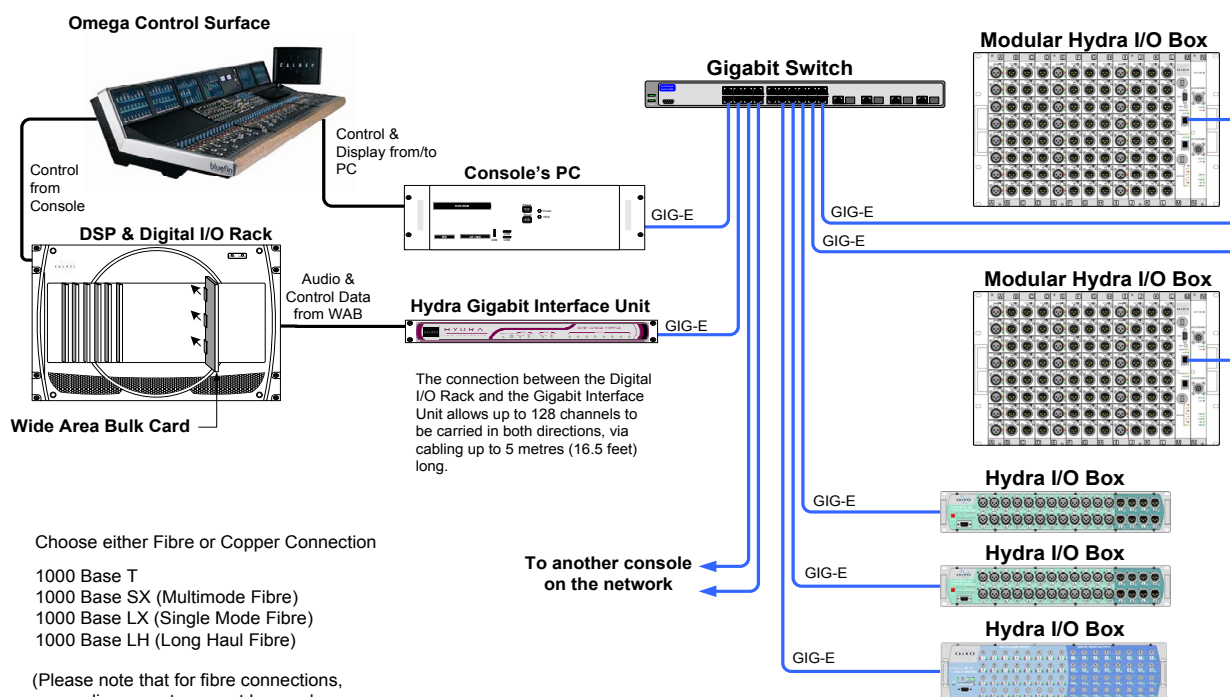 Omega Control Surface
Modular Hydra I/O Box
Gigabit Switch
bluefin
Control &
Display from/to
PC
Control
from
Console
Console's PC
GIG-E
GIG-E
GIG-E
DSP & Digital I/O Rack
Audio &
Control Data
from WAB
Hydra Gigabit Interface Unit
HYDRA
GIG-E
Modular Hydra I/O Box
The connection between the Digital
I/O Rack and the Gigabit Interface
Unit allows up to 128 channels to
be carried in both directions, via
cabling up to 5 metres (16.5 feet)
long.
Wide Area Bulk Card
Hydra I/O Box
GIG-E
Choose either Fibre or Copper Connection
1000 Base T
1000 Base SX (Multimode Fibre)
1000 Base LX (Single Mode Fibre)
1000 Base LH (Long Haul Fibre)
To another console
on the network
Hydra I/O Box
GIG-E
Hydra I/O Box
GIG-E
(Please note that for fibre connections,